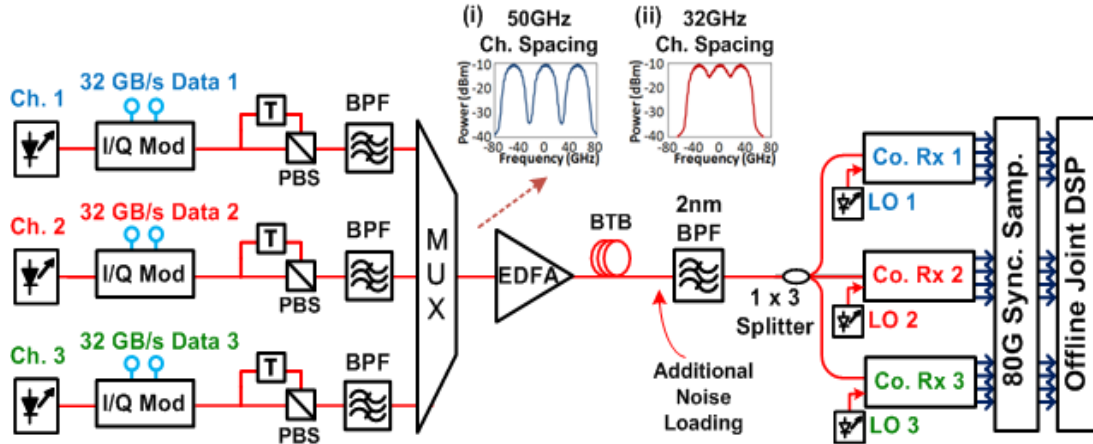 (i)
50GHz
Ch. Spacing
(ii)
32GHz
Ch. Spacing
Power (dBm)
-10
-20
-30
-40
-80
-40
0
40
80
Frequency (GHz)
Power (dBm)
-10
-20
-30
-40
-80
-40
0
40
80
Frequency (GHz)
Ch. 1
32 GB/s Data 1
I/Q Mod
T
PBS
BPF
Ch. 2
32 GB/s Data 2
I/Q Mod
T
PBS
BPF
Ch. 3
32 GB/s Data 3
I/Q Mod
T
PBS
BPF
MUX
EDFA
BTB
2nm
BPF
Additional
Noise
Loading
1 x 3
Splitter
Co. Rx 1
LO 1
Co. Rx 2
LO 2
Co. Rx 3
LO 3
80G Sync. Samp.
Offline Joint DSP